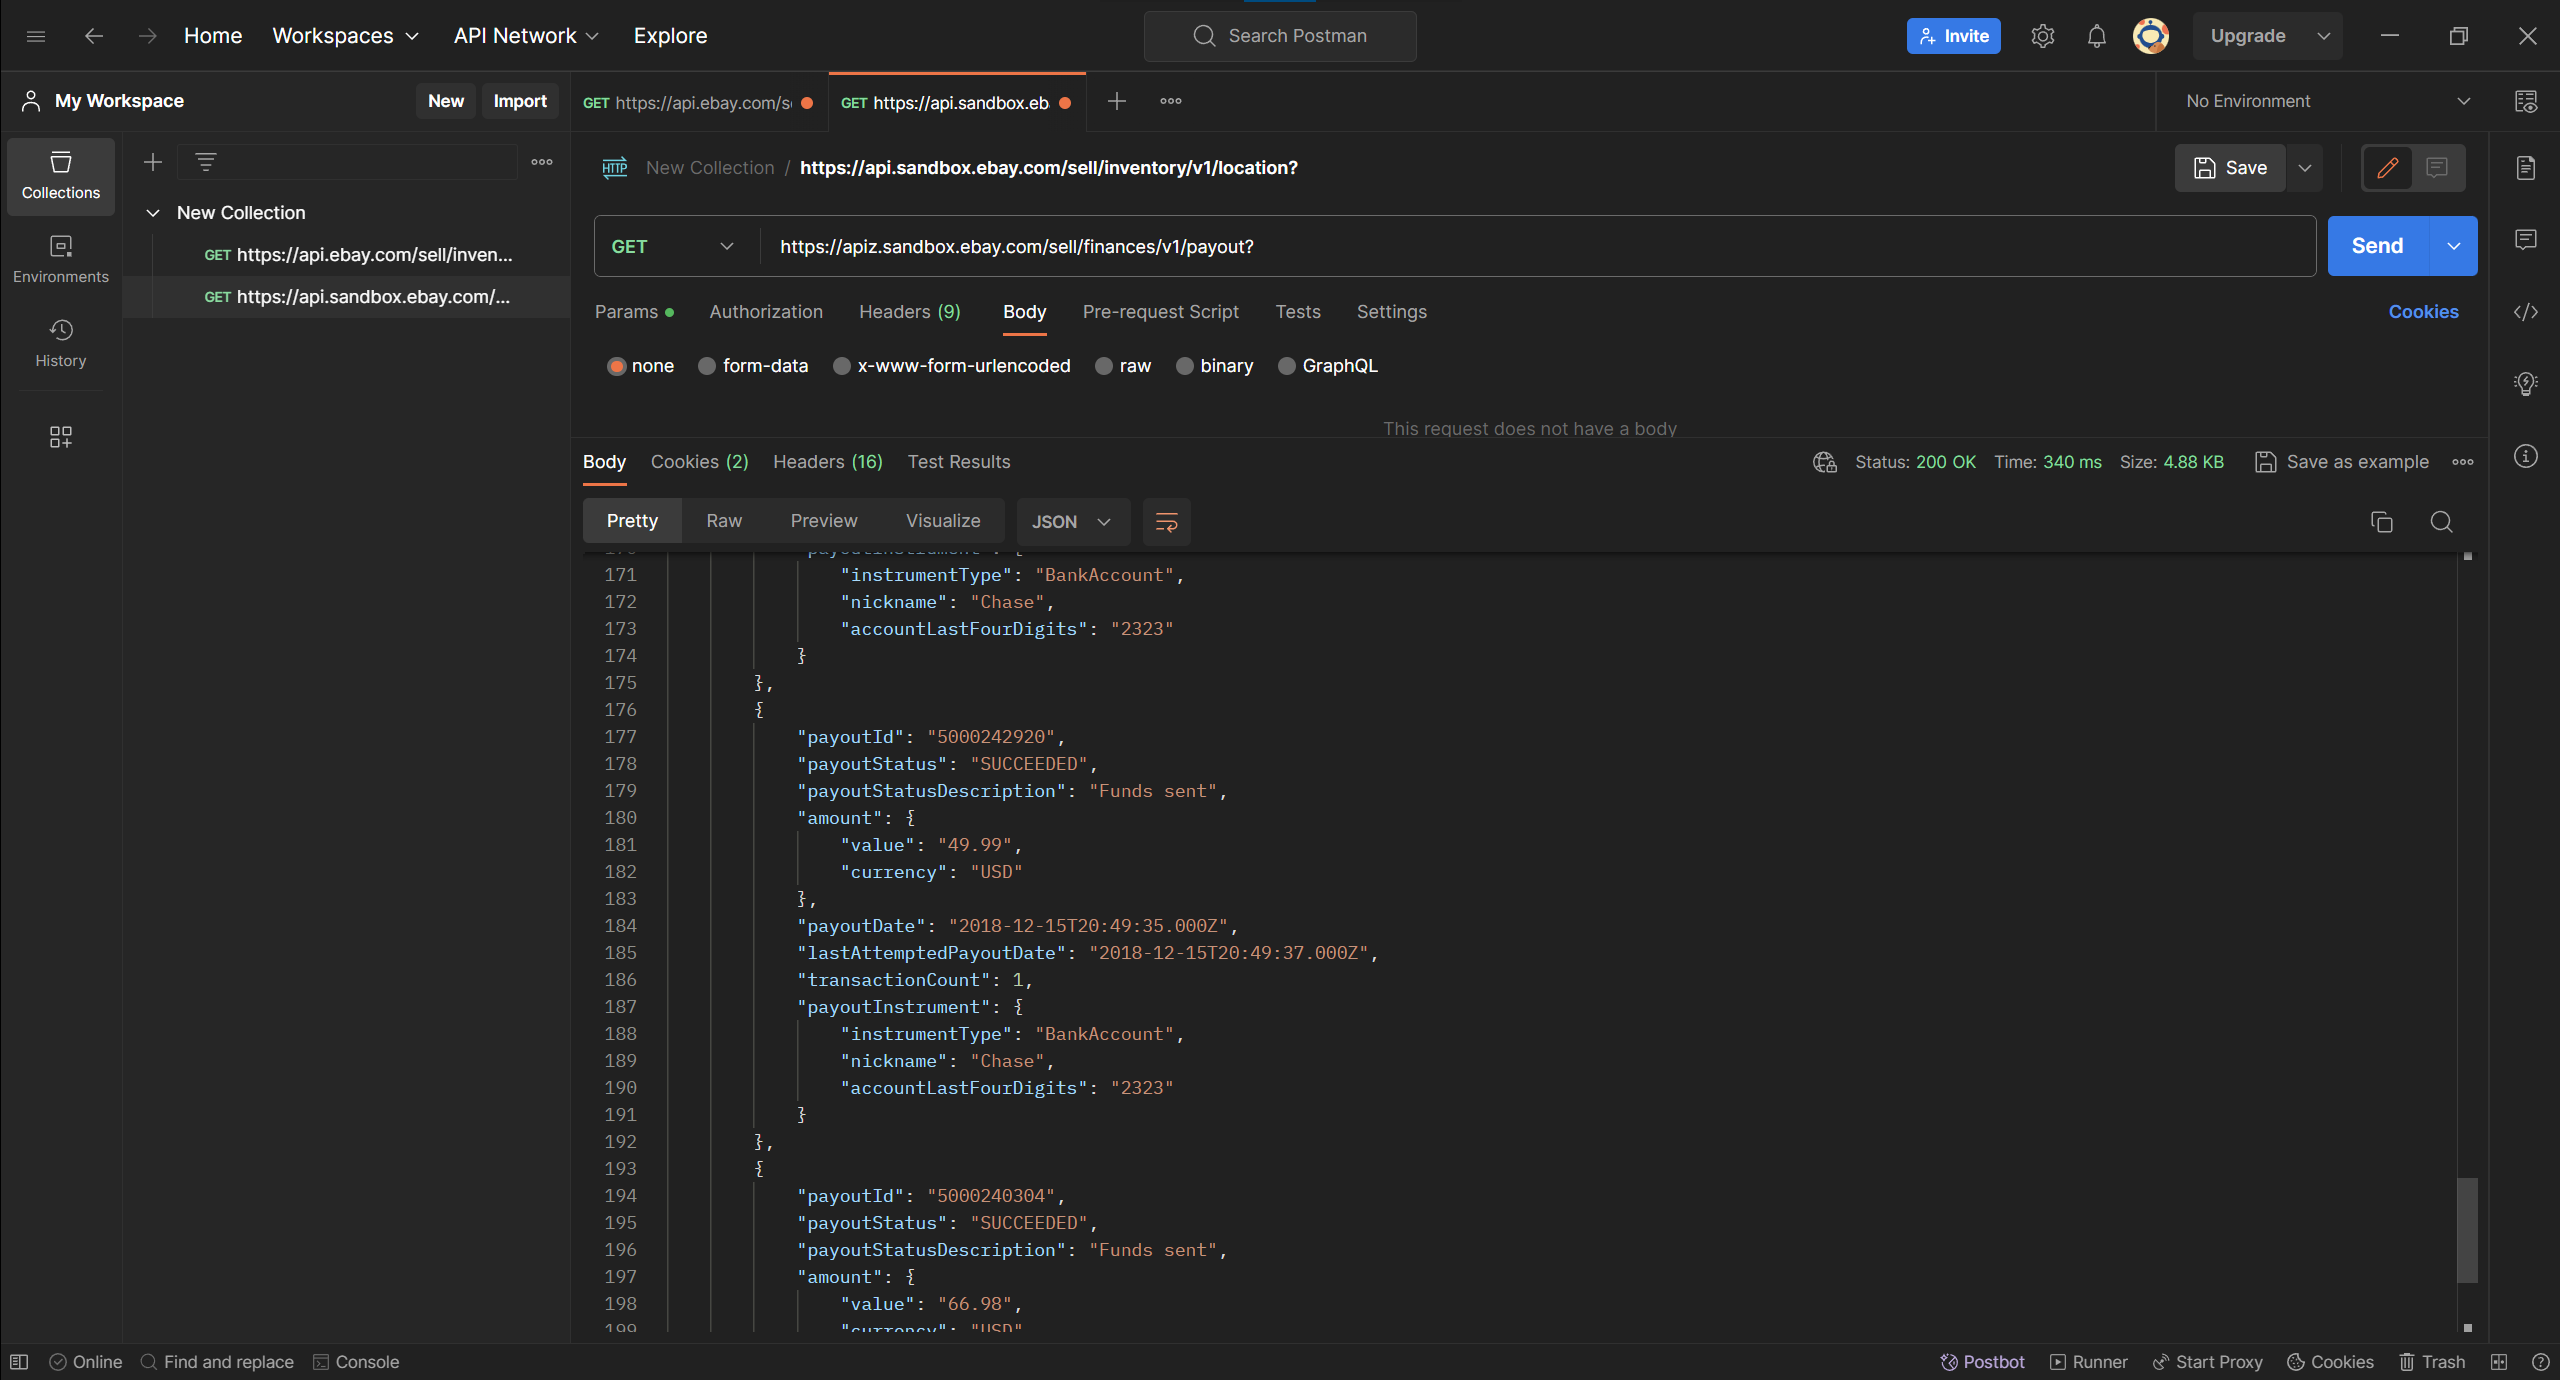 Home Workspaces API Network Explore Search Postman Invite Upgrade
My Workspace New Import GET https://api.ebay.com/s GET https://api.sandbox.eb No Environment
New Collection / https://api.sandbox.ebay.com/sell/inventory/v1/location? Save
Collections
New Collection
GET https://api.ebay.com/sell/inven...
GET https://api.sandbox.ebay.com/...
Environments
History
GET https://apiz.sandbox.ebay.com/sell/finances/v1/payout? Send
Params Authorization Headers (9) Body Pre-request Script Tests Settings Cookies
none form-data x-www-form-urlencoded raw binary GraphQL
This request does not have a body
Body Cookies (2) Headers (16) Test Results Status: 200 OK Time: 340 ms Size: 4.88 KB Save as example
Pretty Raw Preview Visualize JSON
171 "instrumentType": "BankAccount",
172 "nickname": "Chase",
173 "accountLastFourDigits": "2323"
174 }
175 },
176 {
177 "payoutId": "5000242920",
178 "payoutStatus": "SUCCEEDED",
179 "payoutStatusDescription": "Funds sent",
180 "amount": {
181 "value": "49.99",
182 "currency": "USD"
183 },
184 "payoutDate": "2018-12-15T20:49:35.000Z",
185 "lastAttemptedPayoutDate": "2018-12-15T20:49:37.000Z",
186 "transactionCount": 1,
187 "payoutInstrument": {
188 "instrumentType": "BankAccount",
189 "nickname": "Chase",
190 "accountLastFourDigits": "2323"
191 }
192 },
193 {
194 "payoutId": "5000240304",
195 "payoutStatus": "SUCCEEDED",
196 "payoutStatusDescription": "Funds sent",
197 "amount": {
198 "value": "66.98",
199 "currency": "USD"
Online Find and replace Console Postbot Runner Start Proxy Cookies Trash